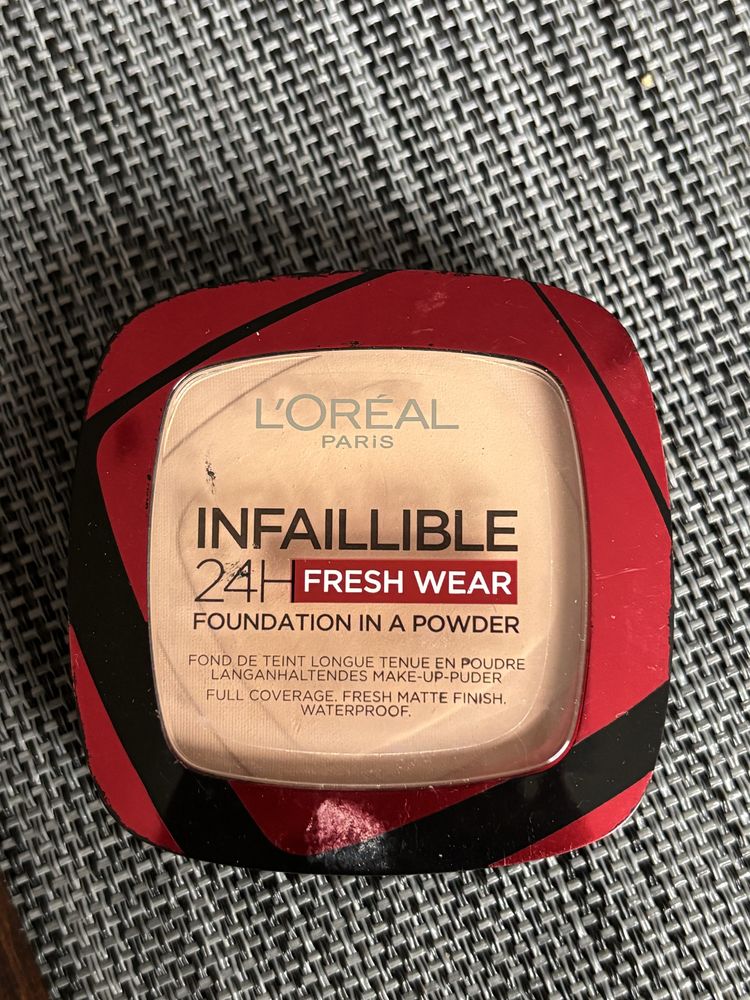 L'ORÉAL
PARIS
INFAILLIBLE
24H FRESH WEAR
FOUNDATION IN A POWDER
FOND DE TEINT LONGUE TENUE EN POUDRE
LANGANHALTENDES MAKE-UP-PUDER
FULL COVERAGE. FRESH MATTE FINISH.
WATERPROOF.